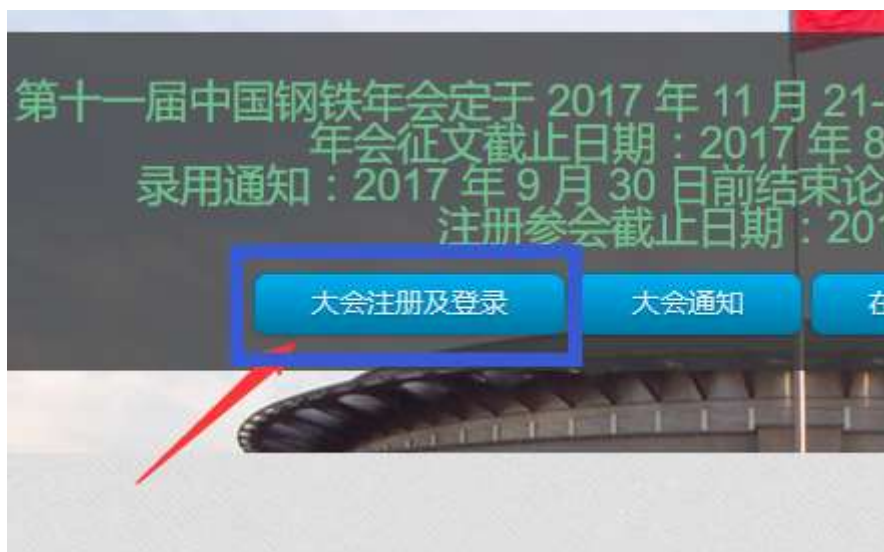 第十一届中国钢铁年会定于 2017 年 11 月 21-
年会征文截止日期：2017 年 8
录用通知：2017 年 9 月 30 日前结束论
注册参会截止日期：201
大会注册及登录 大会通知 在